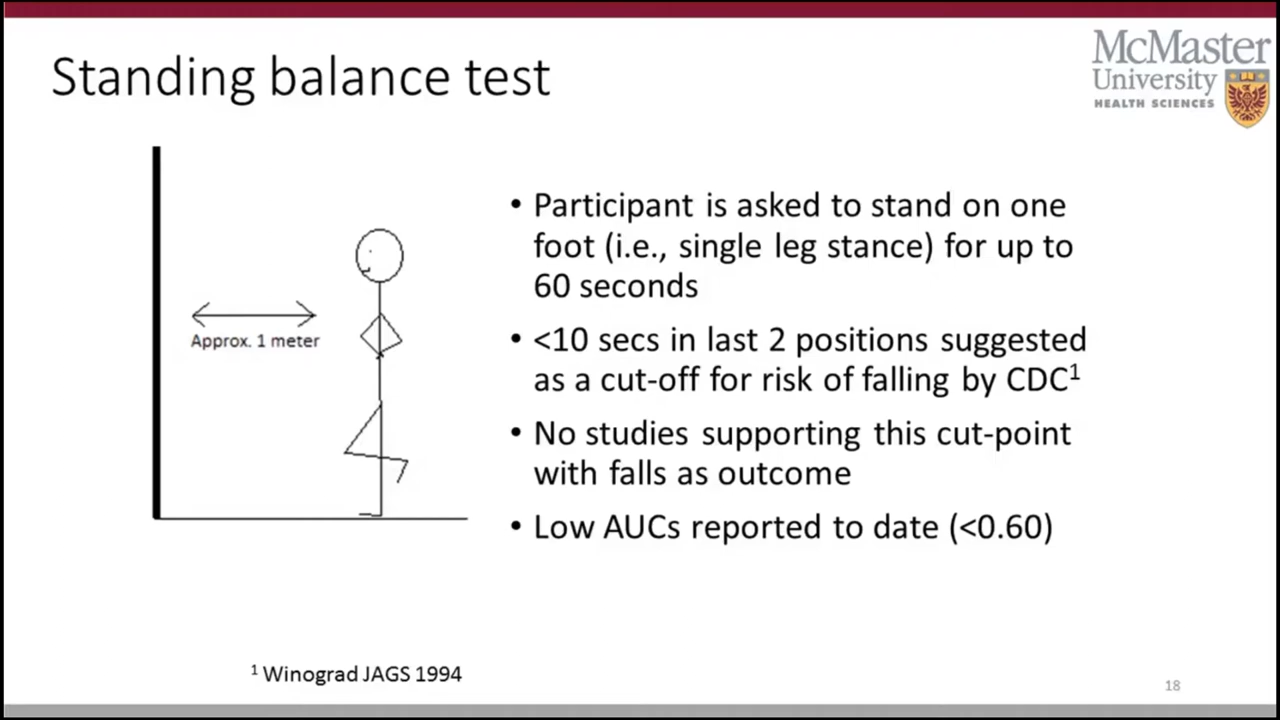 Standing balance test
McMaster
University
HEALTH SCIENCES
Approx. 1 meter
• Participant is asked to stand on one
foot (i.e., single leg stance) for up to
60 seconds
• <10 secs in last 2 positions suggested
as a cut-off for risk of falling by CDC¹
• No studies supporting this cut-point
with falls as outcome
• Low AUCs reported to date (<0.60)
¹ Winograd JAGS 1994
18